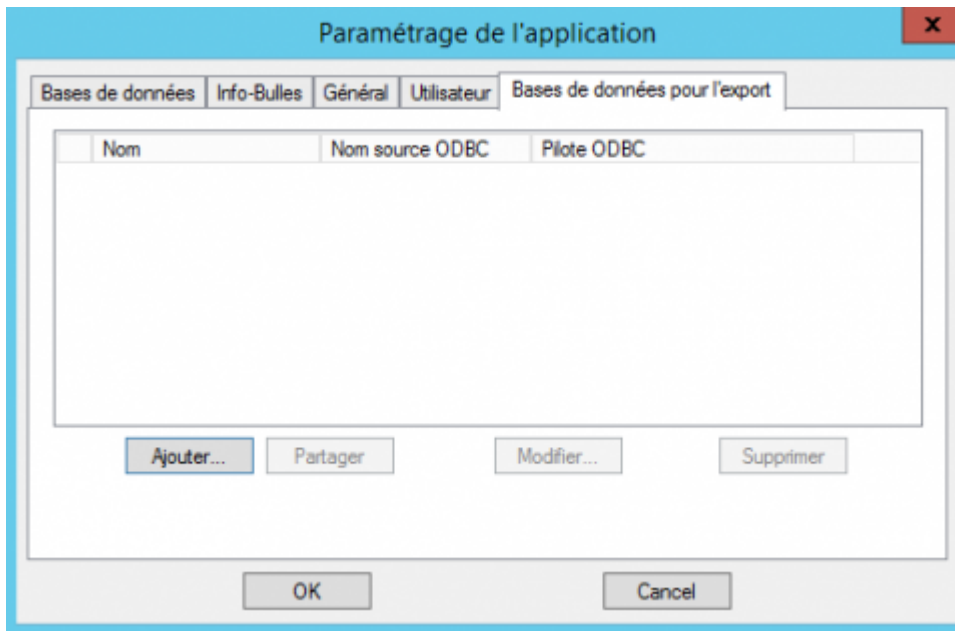 Paramétrage de l'application
x
Bases de données Info-Bulles Général Utilisateur Bases de données pour l'export
Nom Nom source ODBC Pilote ODBC
Ajouter... Partager Modifier... Supprimer
OK Cancel